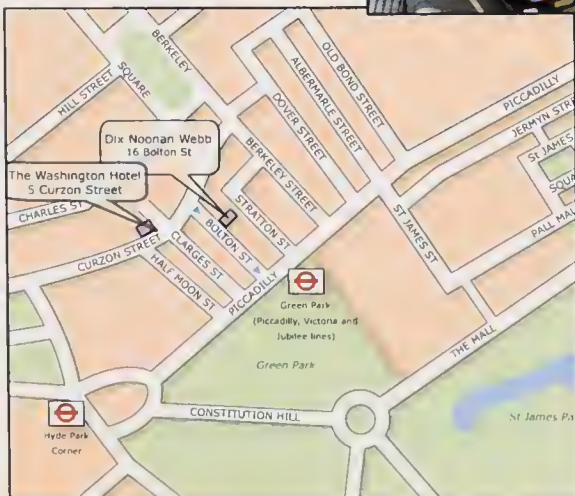 BERKELEY
SQUARE
HILL STREET
OLD BOND STREET
ALBERMARLE STREET
DOVER STREET
PICCADILLY
JERMYN STR
ST JAMES
SQUA
Dix Noonan Webb
16 Bolton St
BERKELEY STREET
The Washington Hotel
5 Curzon Street
CHARLES ST
STRATTON ST
BOLTON ST
ST JAMES ST
PALL MAL
CURZON STREET
CLARGES ST
HALF MOON ST
PICCADILLY
Green Park
(Piccadilly, Victoria and
Jubilee lines)
THE MALL
Green Park
CONSTITUTION HILL
St James Pa
Hyde Park
Corner